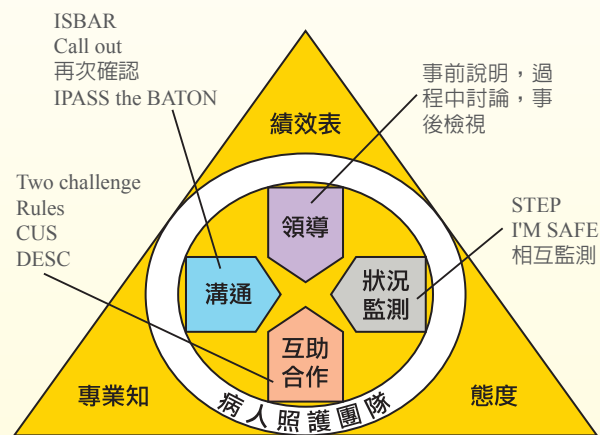 ISBAR
Call out
再次確認
IPASS the BATON
事前說明，過
程中討論，事
後檢視
績效表
Two challenge
Rules
CUS
DESC
STEP
I'M SAFE
相互監測
領導
溝通
狀況
監測
互助
合作
專業知
態度
病人照護團隊